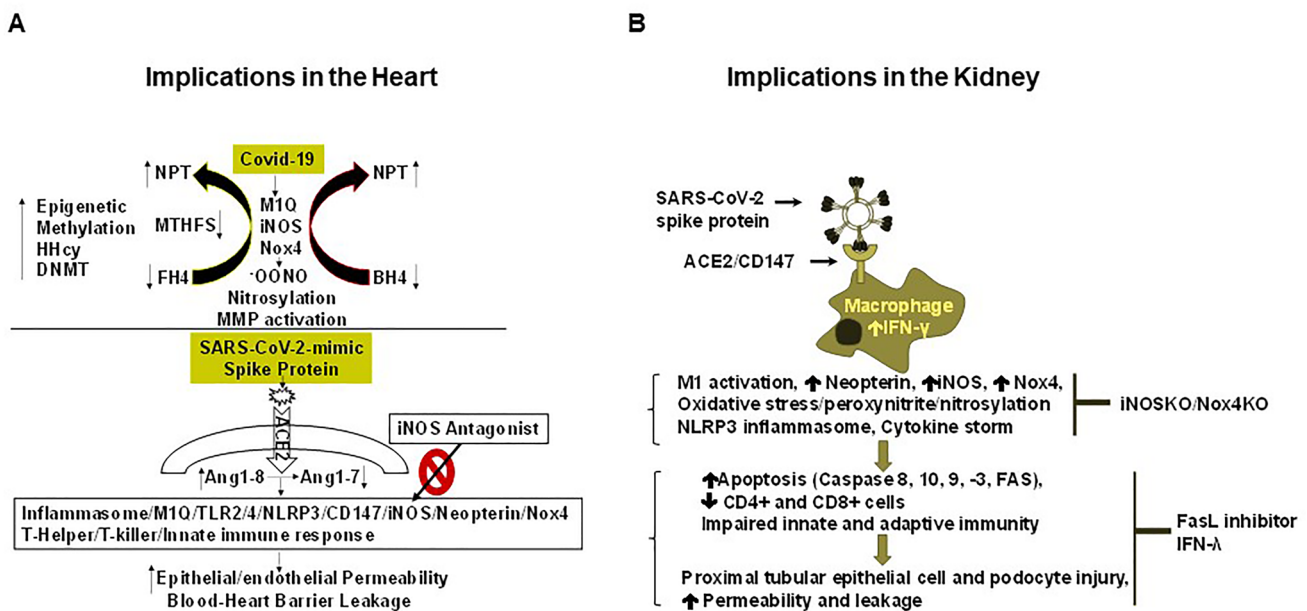 A
Implications in the Heart
Covid-19
↑ NPT
NPT ↑
M1Q
iNOS
Nox4
-OONO
Nitrosylation
MMP activation
↑ Epigenetic
Methylation
HHcy
DNMT
MTHFS ↓
↓ FH4
BH4 ↓
SARS-CoV-2-mimic
Spike Protein
ACE2
iNOS Antagonist
↑Ang1-8 → Ang1-7↓
Inflammasome/M1Q/TLR2/4/NLRP3/CD147/iNOS/Neopterin/Nox4
T-Helper/T-killer/Innate immune response
↑Epithelial/endothelial Permeability
Blood-Heart Barrier Leakage
B
Implications in the Kidney
SARS-CoV-2
spike protein
ACE2/CD147
Macrophage
↑IFN-γ
M1 activation, ↑ Neopterin, ↑iNOS, ↑ Nox4,
Oxidative stress/peroxynitrite/nitrosylation
NLRP3 inflammasome, Cytokine storm
iNOSKO/Nox4KO
↑Apoptosis (Caspase 8, 10, 9, -3, FAS),
↓ CD4+ and CD8+ cells
Impaired innate and adaptive immunity
FasL inhibitor
IFN-λ
Proximal tubular epithelial cell and podocyte injury,
↑ Permeability and leakage